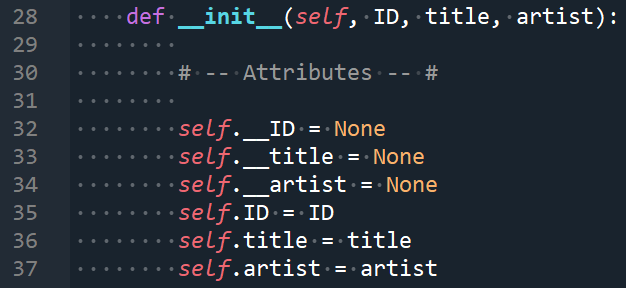 28 def __init__(self, ID, title, artist):
29
30 # -- Attributes -- #
31
32 self.__ID = None
33 self.__title = None
34 self.__artist = None
35 self.ID = ID
36 self.title = title
37 self.artist = artist